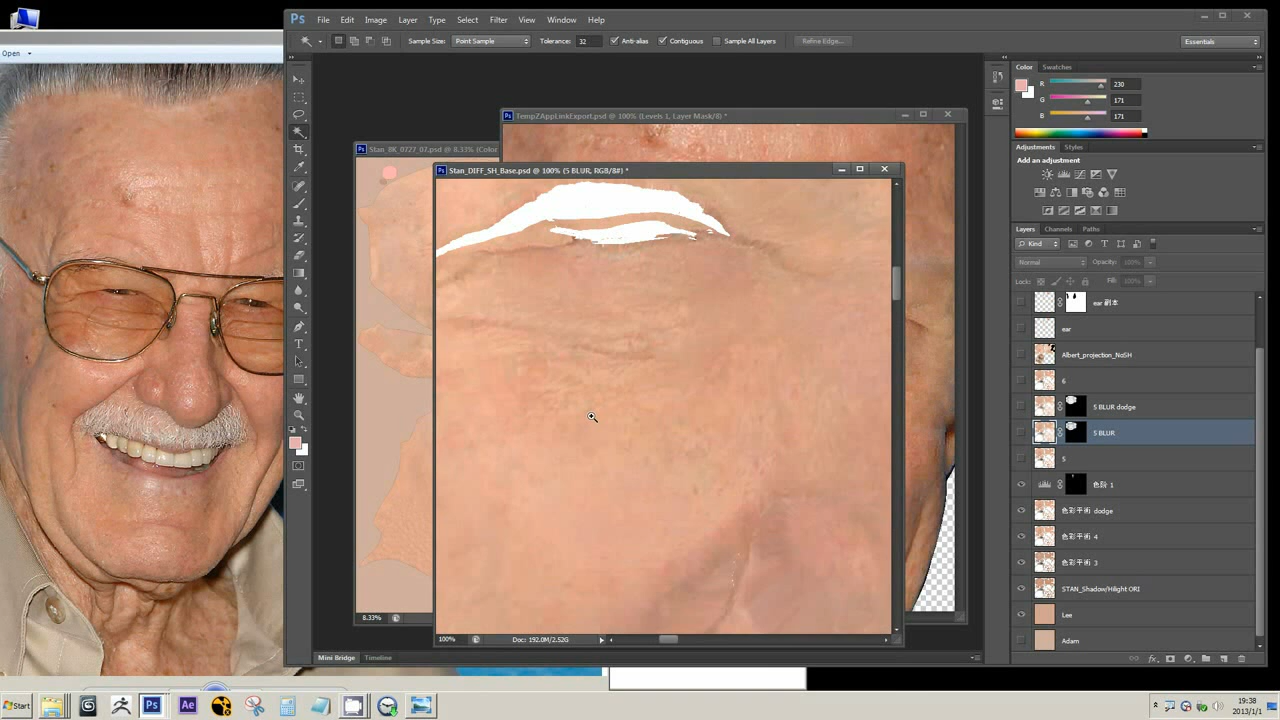 Open
Ps File Edit Image Layer Type Select Filter View Window Help
Sample Size: Point Sample Tolerance: 32 Anti-alias Contiguous Sample All Layers Refine Edge... Essentials
Color Swatches
R 230
G 171
B 171
Adjustments Styles
Add an adjustment
Layers Channels Paths
Kind
Normal Opacity: 100%
Lock: Fill: 100%
ear 副本
ear
Albert_projection_NoSH
6
5 BLUR dodge
5 BLUR
5
色阶 1
色彩平衡 dodge
色彩平衡 4
色彩平衡 3
STAN_Shadow/Hilight ORI
Lee
Adam
Ps TempZAppLinkExport.psd @ 100% (Levels 1, Layer Mask/8) *
Ps Stan_8K_0727_07.psd @ 8.33% (Color
Ps Stan_DIFF_SH_Base.psd @ 100% (5 BLUR, RGB/8#) *
8.33%
100% Doc: 192.0M/2.52G
Mini Bridge Timeline
Start Ps Ae
19:38
2013/1/1